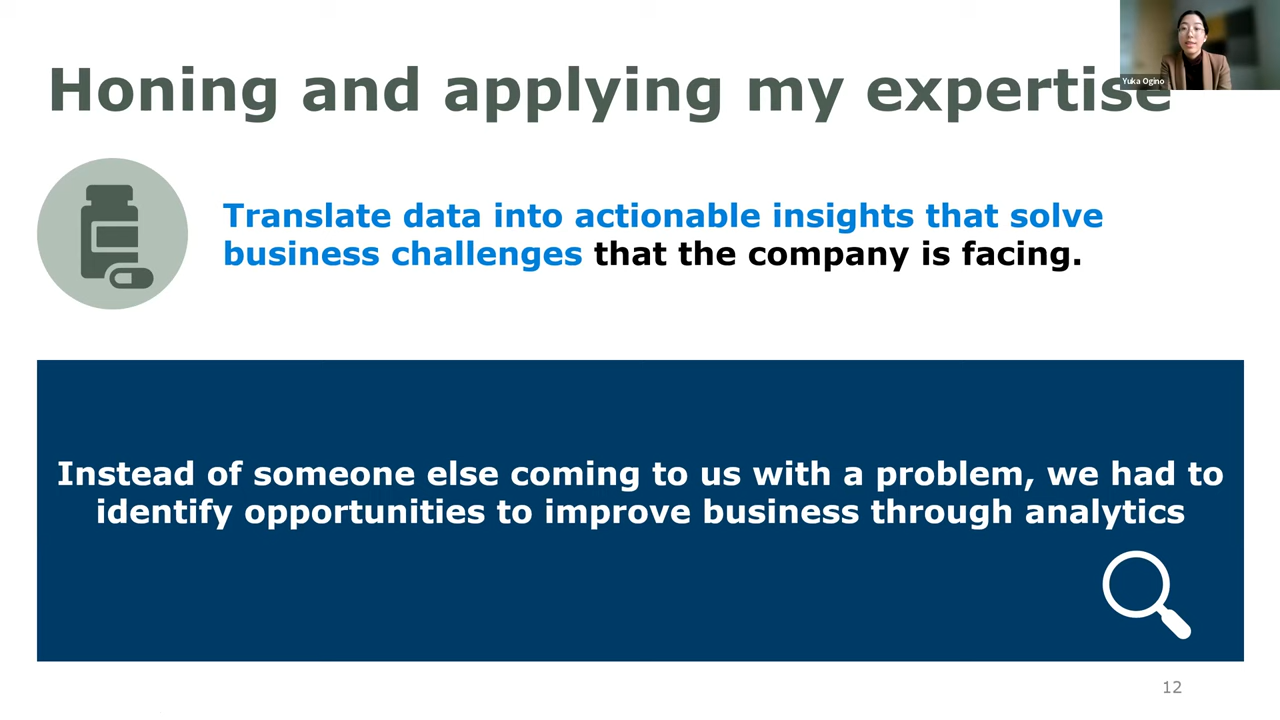 Yuka Ogino
Honing and applying my expertise
Translate data into actionable insights that solve
business challenges that the company is facing.
Instead of someone else coming to us with a problem, we had to
identify opportunities to improve business through analytics
12